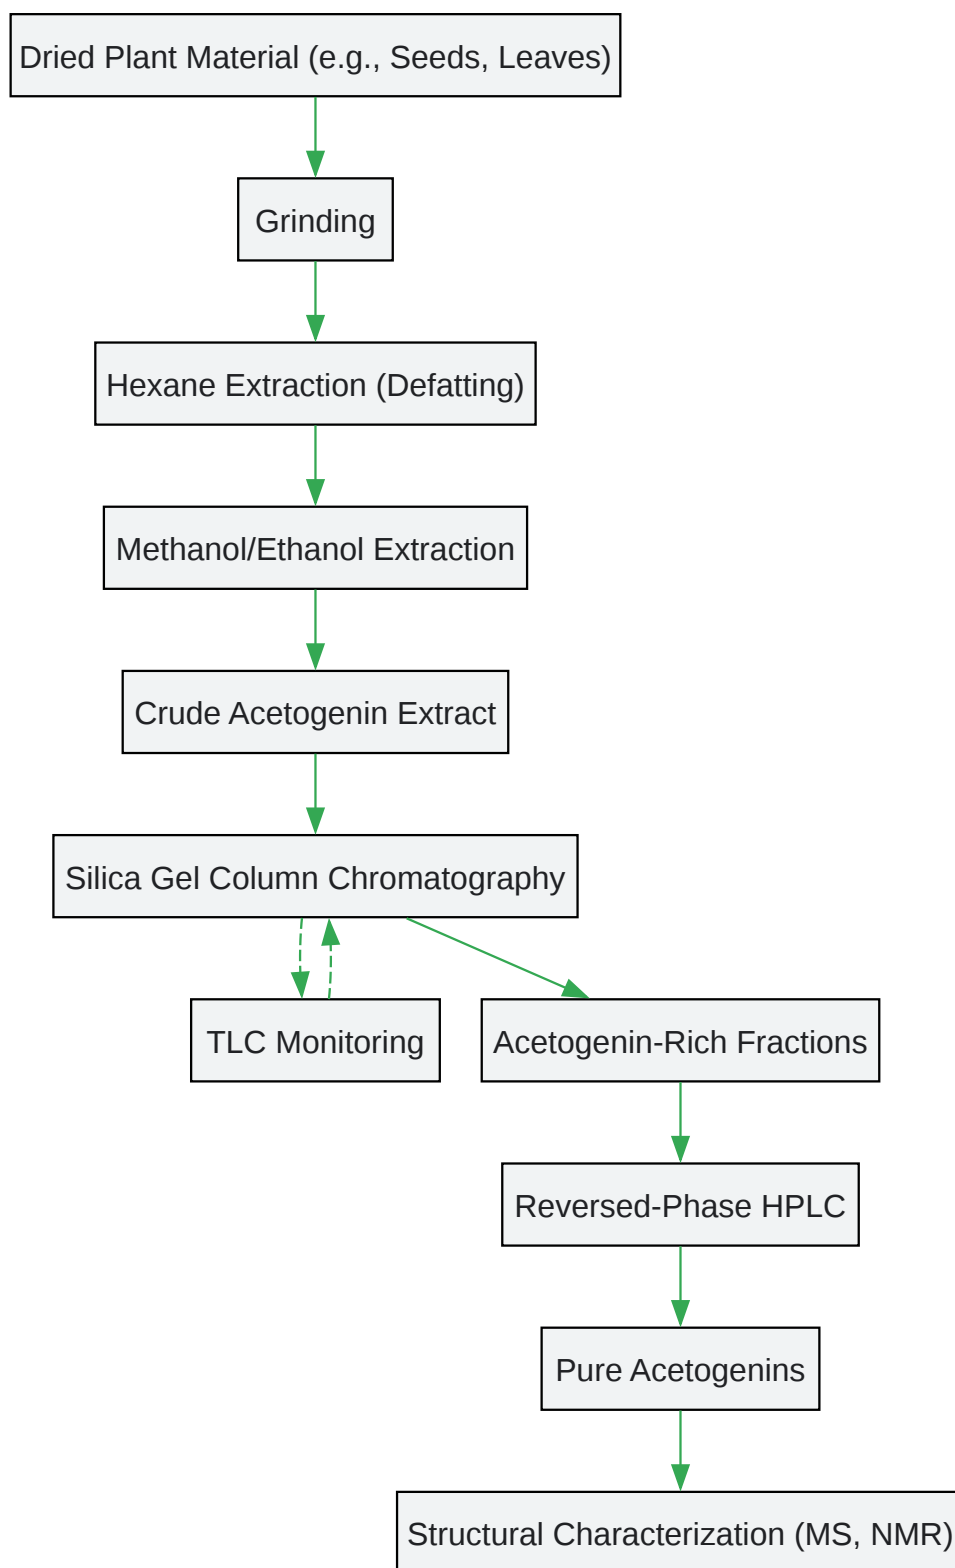 Dried Plant Material (e.g., Seeds, Leaves)
Grinding
Hexane Extraction (Defatting)
Methanol/Ethanol Extraction
Crude Acetogenin Extract
Silica Gel Column Chromatography
TLC Monitoring
Acetogenin-Rich Fractions
Reversed-Phase HPLC
Pure Acetogenins
Structural Characterization (MS, NMR)